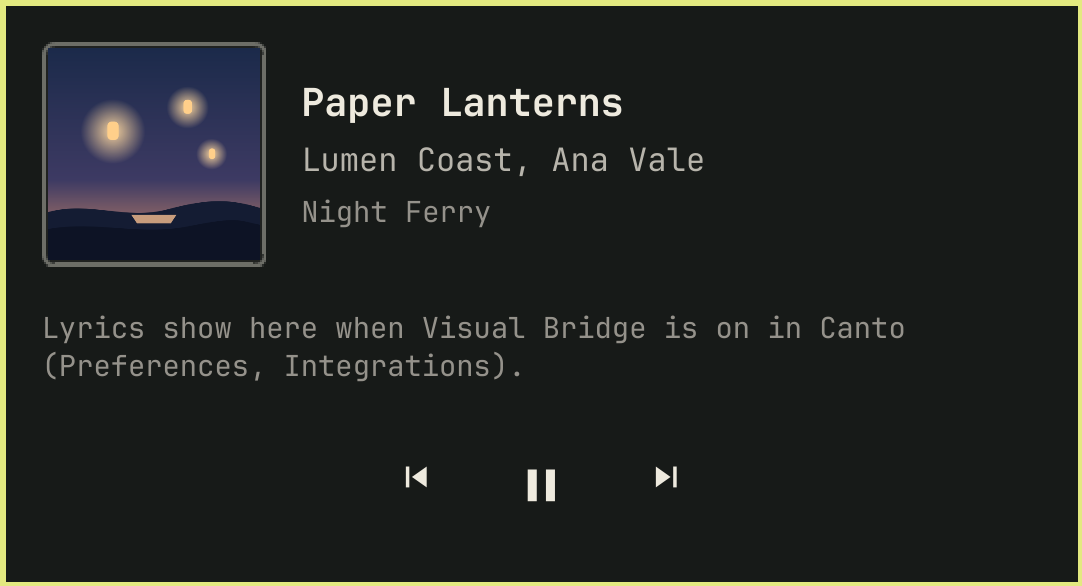 Paper Lanterns
Lumen Coast, Ana Vale
Night Ferry
Lyrics show here when Visual Bridge is on in Canto
(Preferences, Integrations).